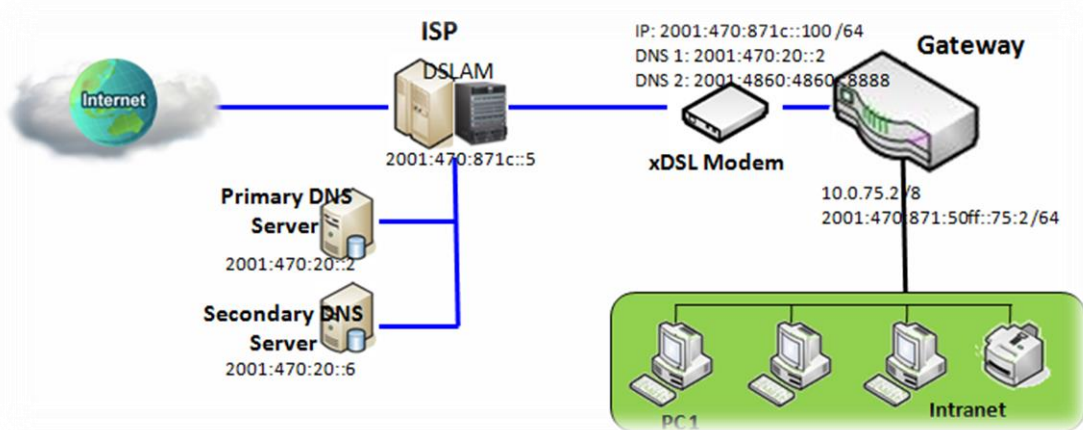 ISP
IP: 2001:470:871c::100 /64
DNS 1: 2001:470:20::2
DNS 2: 2001:4860:4860::8888
Gateway
Internet
DSLAM
2001:470:871c::5
xDSL Modem
Primary DNS
Server
2001:470:20::2
10.0.75.2 /8
2001:470:871:50ff::75:2 /64
Secondary DNS
Server
2001:470:20::6
PC1
Intranet